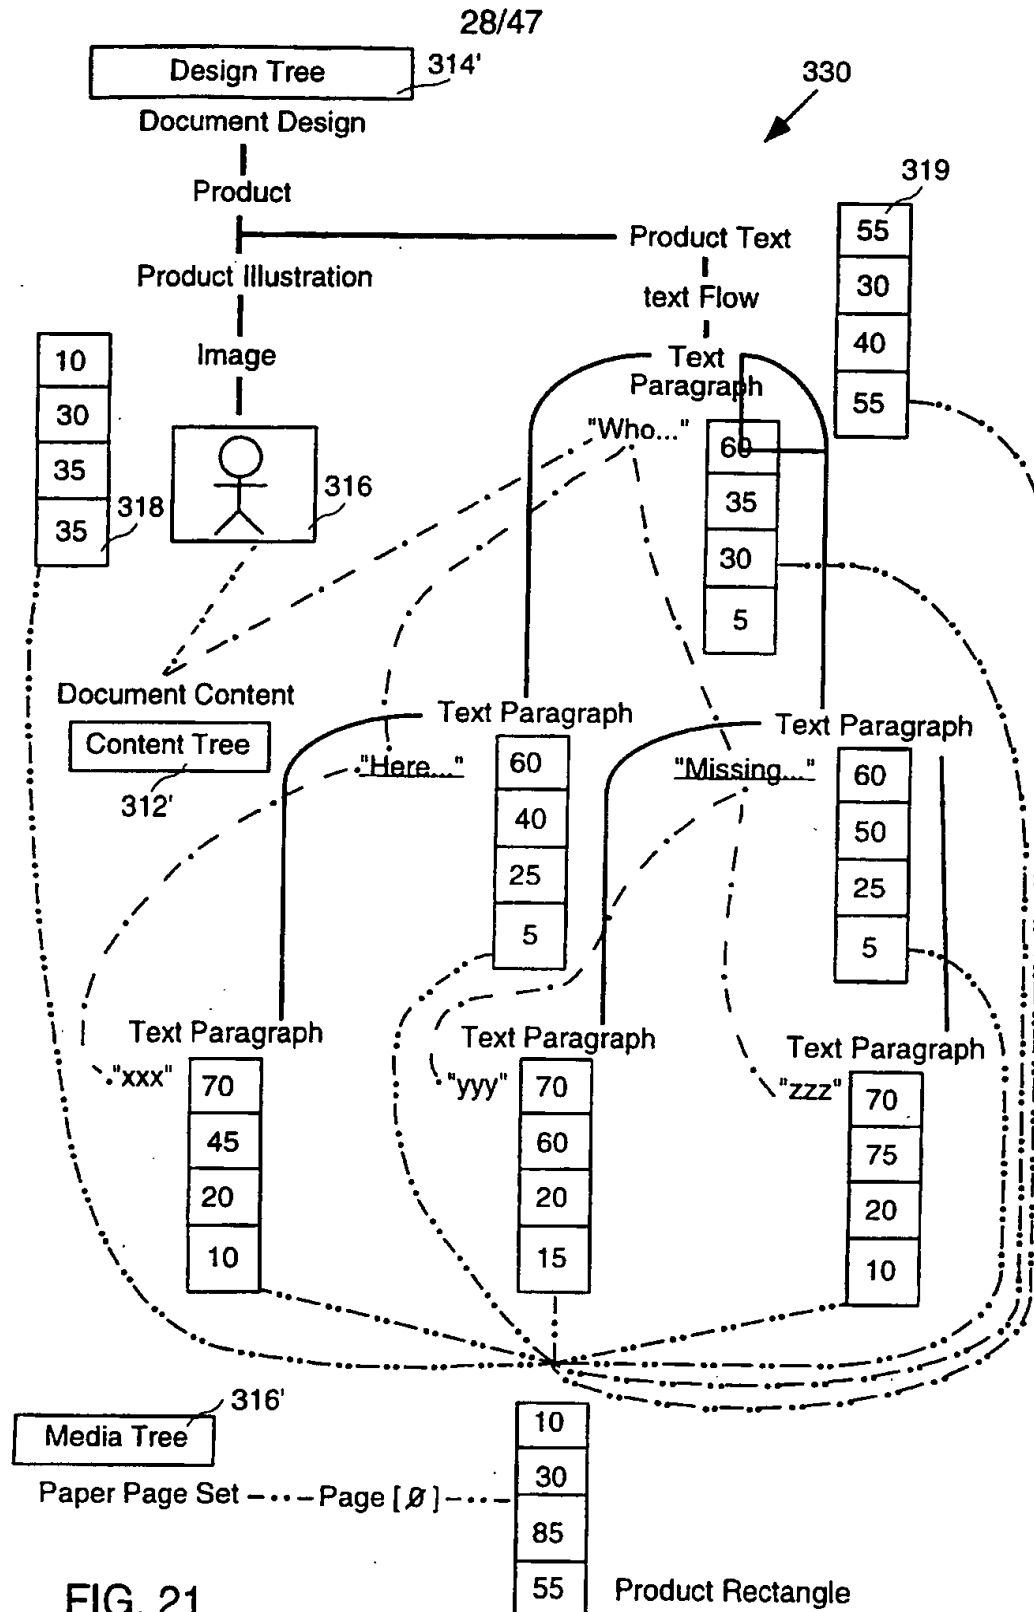 28/47
Design Tree
314'
330
Document Design
319
Product
55
Product Text
Product Illustration
30
text Flow
10
Image
Text
Paragraph
40
30
"Who..."
55
60
35
316
318
35
35
30
5
Document Content
Text Paragraph
Text Paragraph
Content Tree
"Here..."
60
"Missing..."
60
312'
40
50
25
25
5
5
Text Paragraph
Text Paragraph
Text Paragraph
"xxx"
70
"yyy"
70
"zzz"
70
45
60
75
20
20
20
10
15
10
316'
Media Tree
10
Paper Page Set
Page [Ø]
30
85
55
Product Rectangle
FIG. 21